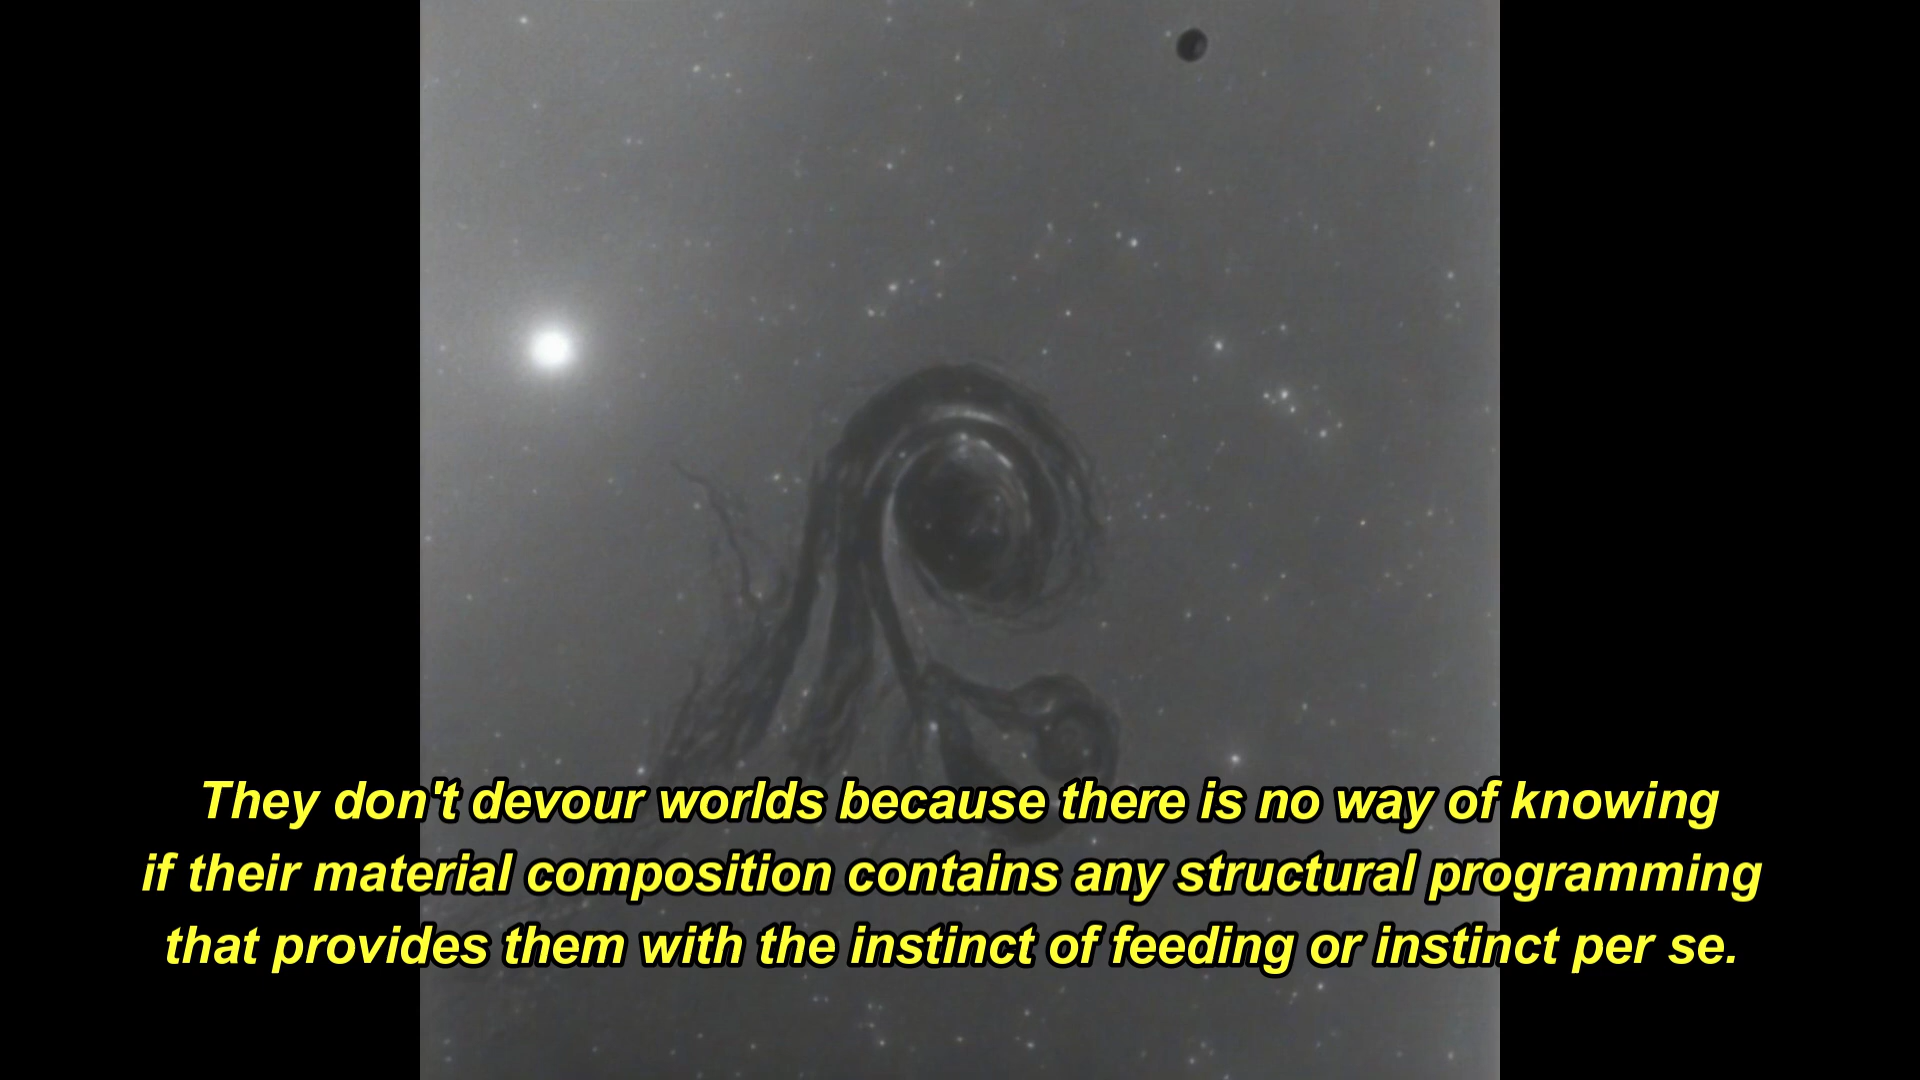 They don't devour worlds because there is no way of knowing
if their material composition contains any structural programming
that provides them with the instinct of feeding or instinct per se.